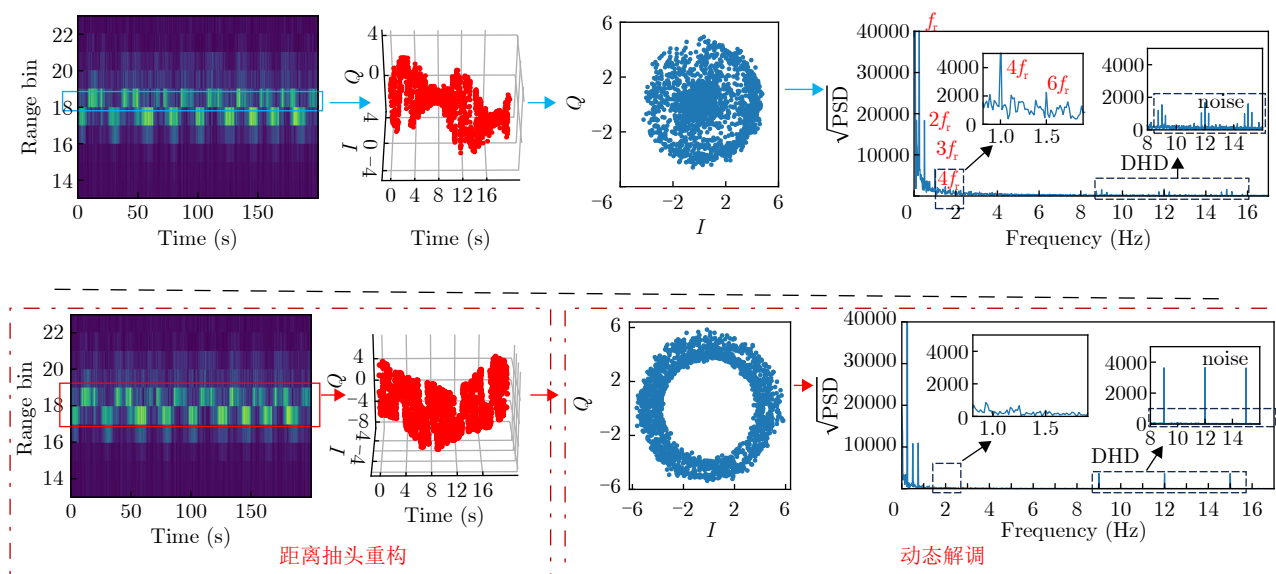 22
20
18
16
14
Range bin
0 50 100 150
Time (s)
4
0
4
0
−4
Q
I
0 4 8 12 16
Time (s)
6
2
−2
−6
Q
−6 −2 2 6
I
40000
30000
20000
10000
√PSD
f_r
2f_r
3f_r
4f_r
4000
2000
0
4f_r
6f_r
1.0 1.5
4000
2000
0
noise
8 10 12 14
DHD
0 2 4 6 8 10 12 14 16
Frequency (Hz)
22
20
18
16
14
Range bin
0 50 100 150 200
Time (s)
4
0
−4
−8
4
−4
Q
I
0 4 8 12 16
Time (s)
6
2
−2
−6
Q
−6 −2 2 6
I
40000
30000
20000
10000
√PSD
4000
2000
0
1.0 1.5
4000
2000
0
noise
8 10 12 14
DHD
0 2 4 6 8 10 12 14 16
Frequency (Hz)
距离抽头重构
动态解调